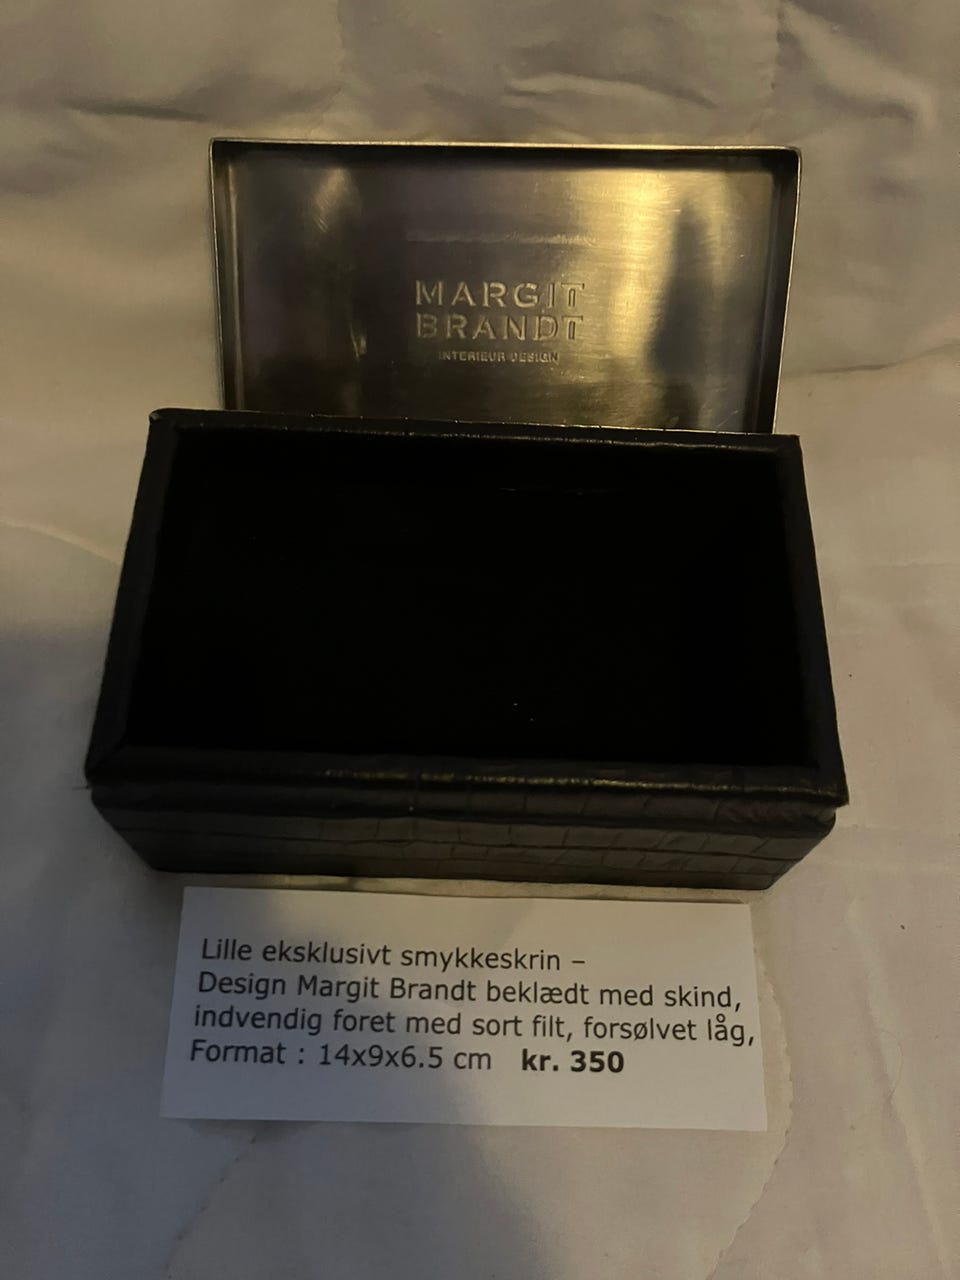 MARGIT
BRANDT
INTERIEUR DESIGN
Lille eksklusivt smykkeskrin –
Design Margit Brandt beklædt med skind,
indvendig foret med sort filt, forsølvet låg,
Format : 14x9x6.5 cm kr. 350